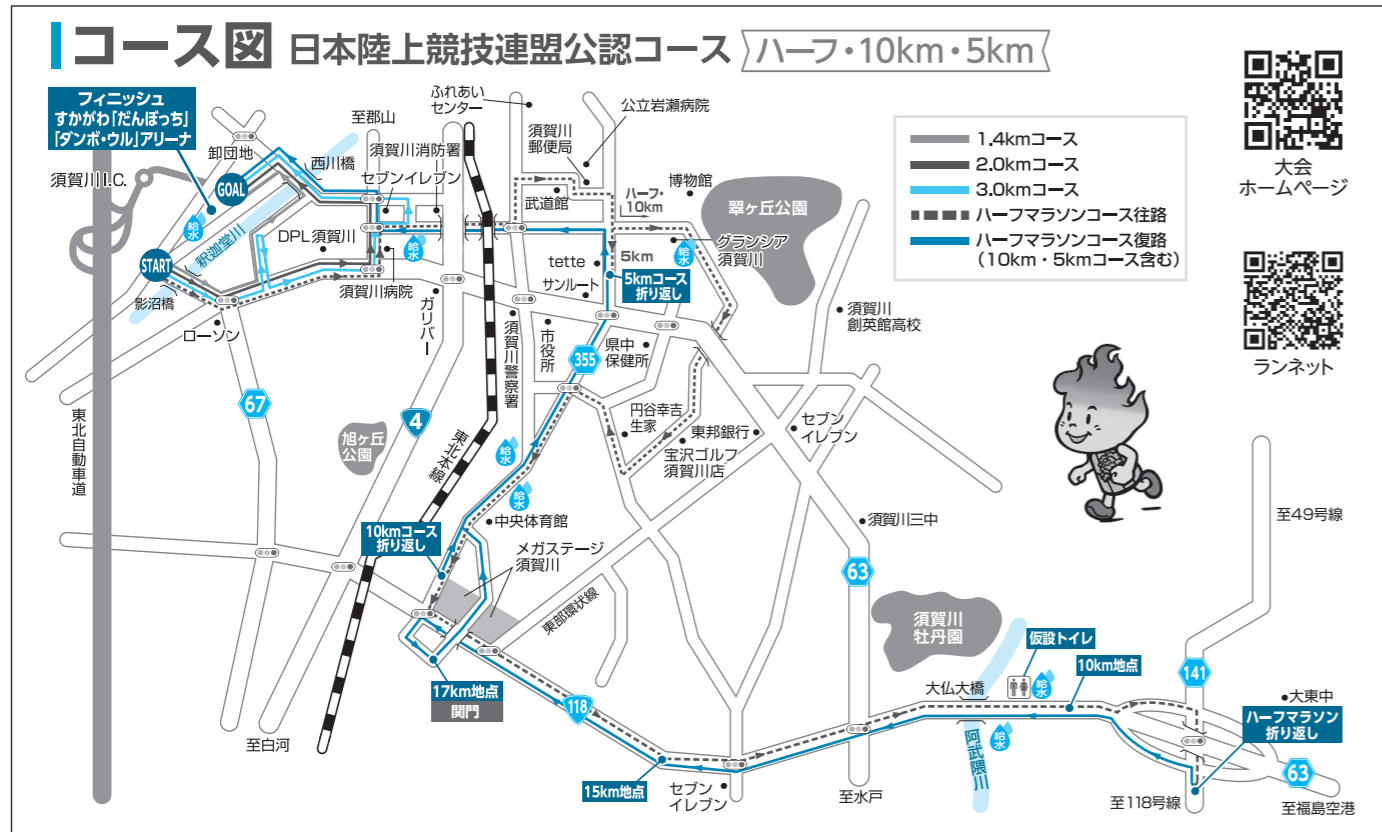 コース図 日本陸上競技連盟公認コース ハーフ・10km・5km
大会
ホームページ
ランネット
1.4kmコース
2.0kmコース
3.0kmコース
ハーフマラソンコース往路
ハーフマラソンコース復路
(10km・5kmコース含む)
フィニッシュ
すかがわ「だんぼっち」
「ダンボ・ウル」アリーナ
至郡山
ふれあい
センター
公立岩瀬病院
須賀川
郵便局
卸団地
西川橋
須賀川消防署
セブンイレブン
須賀川I.C.
GOAL
給水
釈迦堂川
START
影沼橋
ローソン
DPL須賀川
須賀川病院
給水
ガリバー
武道館
ハーフ・
10km
博物館
翠ヶ丘公園
給水
グランシア
須賀川
tette
サンルート
5km
5kmコース
折り返し
須賀川
創英館高校
須賀川警察署
市役所
355
県中
保健所
67
4
東北自動車道
旭ヶ丘
公園
東北本線
円谷幸吉
生家
東邦銀行
宝沢ゴルフ
須賀川店
セブン
イレブン
給水
給水
中央体育館
10kmコース
折り返し
メガステージ
須賀川
須賀川三中
至49号線
63
東部環状線
須賀川
牡丹園
仮設トイレ
給水
10km地点
141
大東中
大仏大橋
ハーフマラソン
折り返し
17km地点
関門
118
給水
阿武隈川
至白河
15km地点
セブン
イレブン
至水戸
至118号線
63
至福島空港